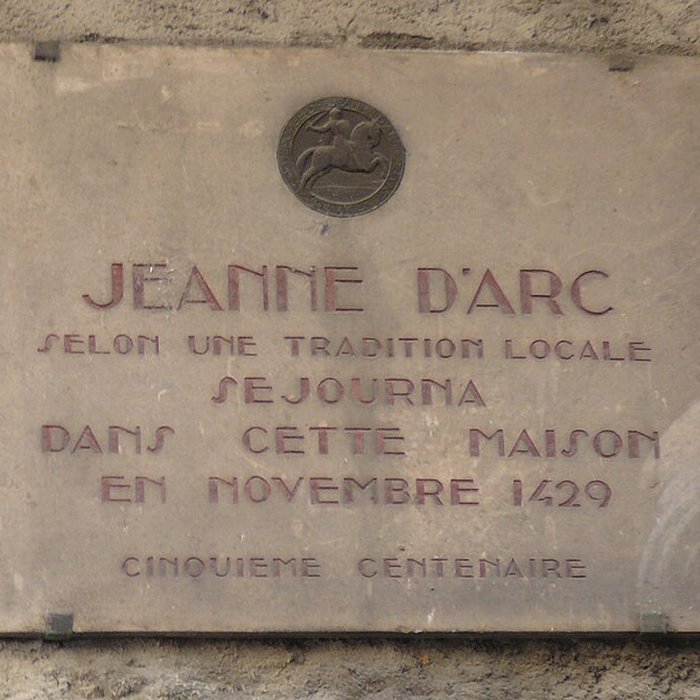 JEANNE D'ARC
SELON UNE TRADITION LOCALE
SEJOURNA
DANS CETTE MAISON
EN NOVEMBRE 1429
CINQUIEME CENTENAIRE